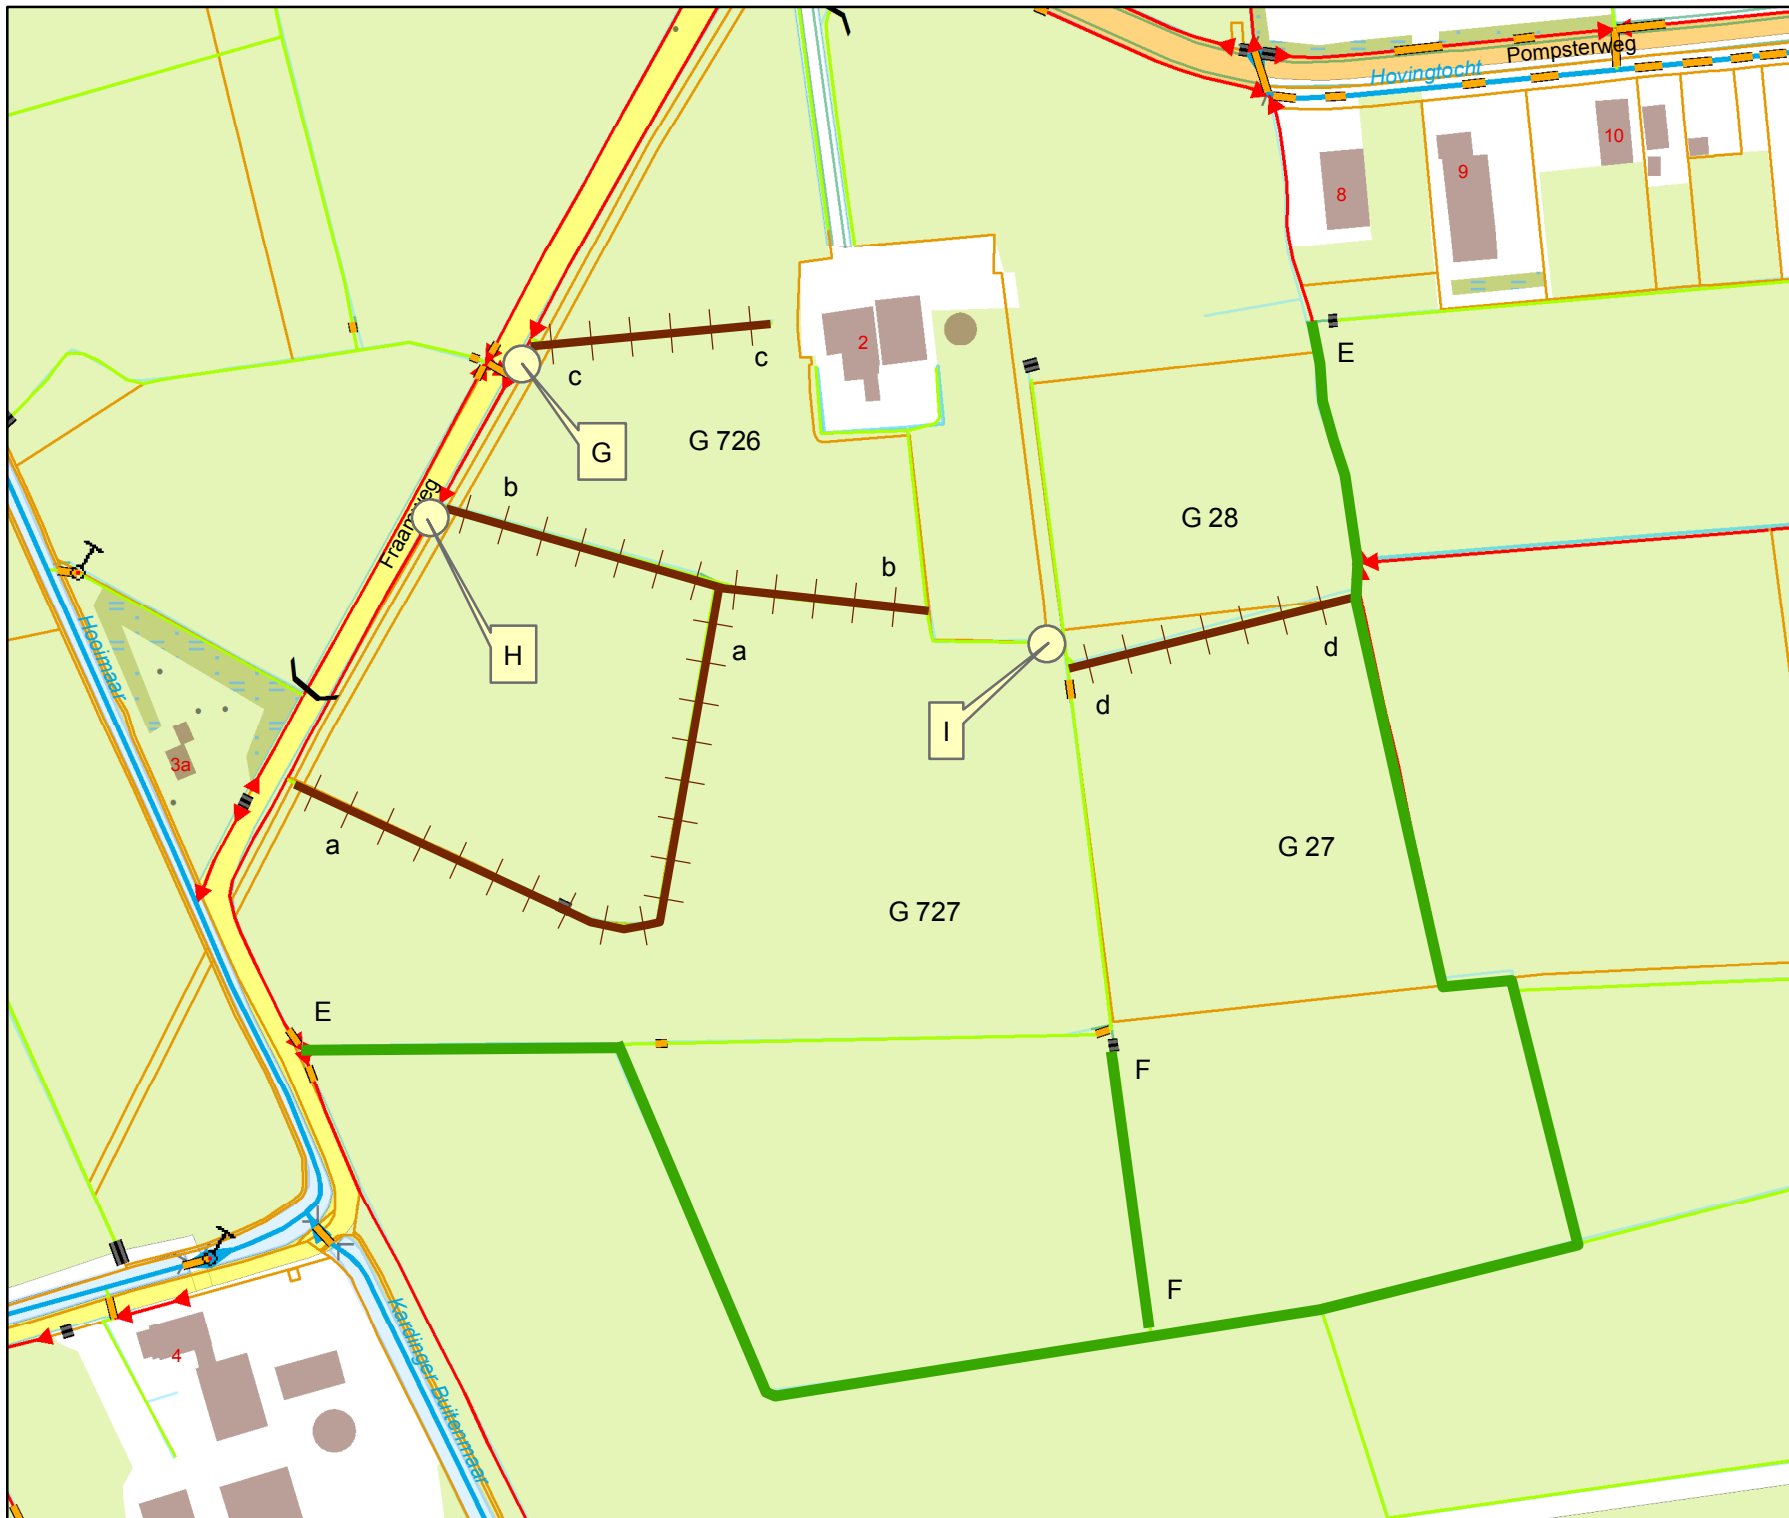 Pompsterweg
Hovingtocht
10
9
8
2
E
c
c
G
G 726
b
Fraamweg
G 28
b
H
Hooimaar
a
d
I
d
3a
a
G 27
G 727
E
F
F
Kardinger Buitenmaar
4